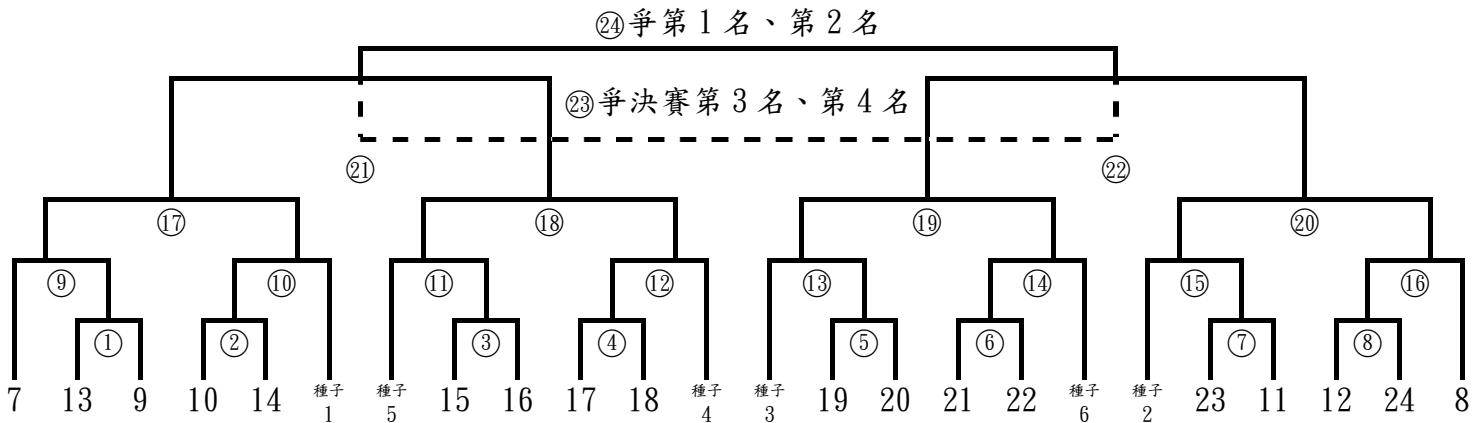 ㉔爭第1名、第2名
㉓爭決賽第3名、第4名
㉑ ㉒
⑰ ⑱ ⑲ ⑳
⑨ ⑩ ⑪ ⑫ ⑬ ⑭ ⑮ ⑯
① ② ③ ④ ⑤ ⑥ ⑦ ⑧
7 13 9 10 14 種子1 種子5 15 16 17 18 種子4 種子3 19 20 21 22 種子6 種子2 23 11 12 24 8